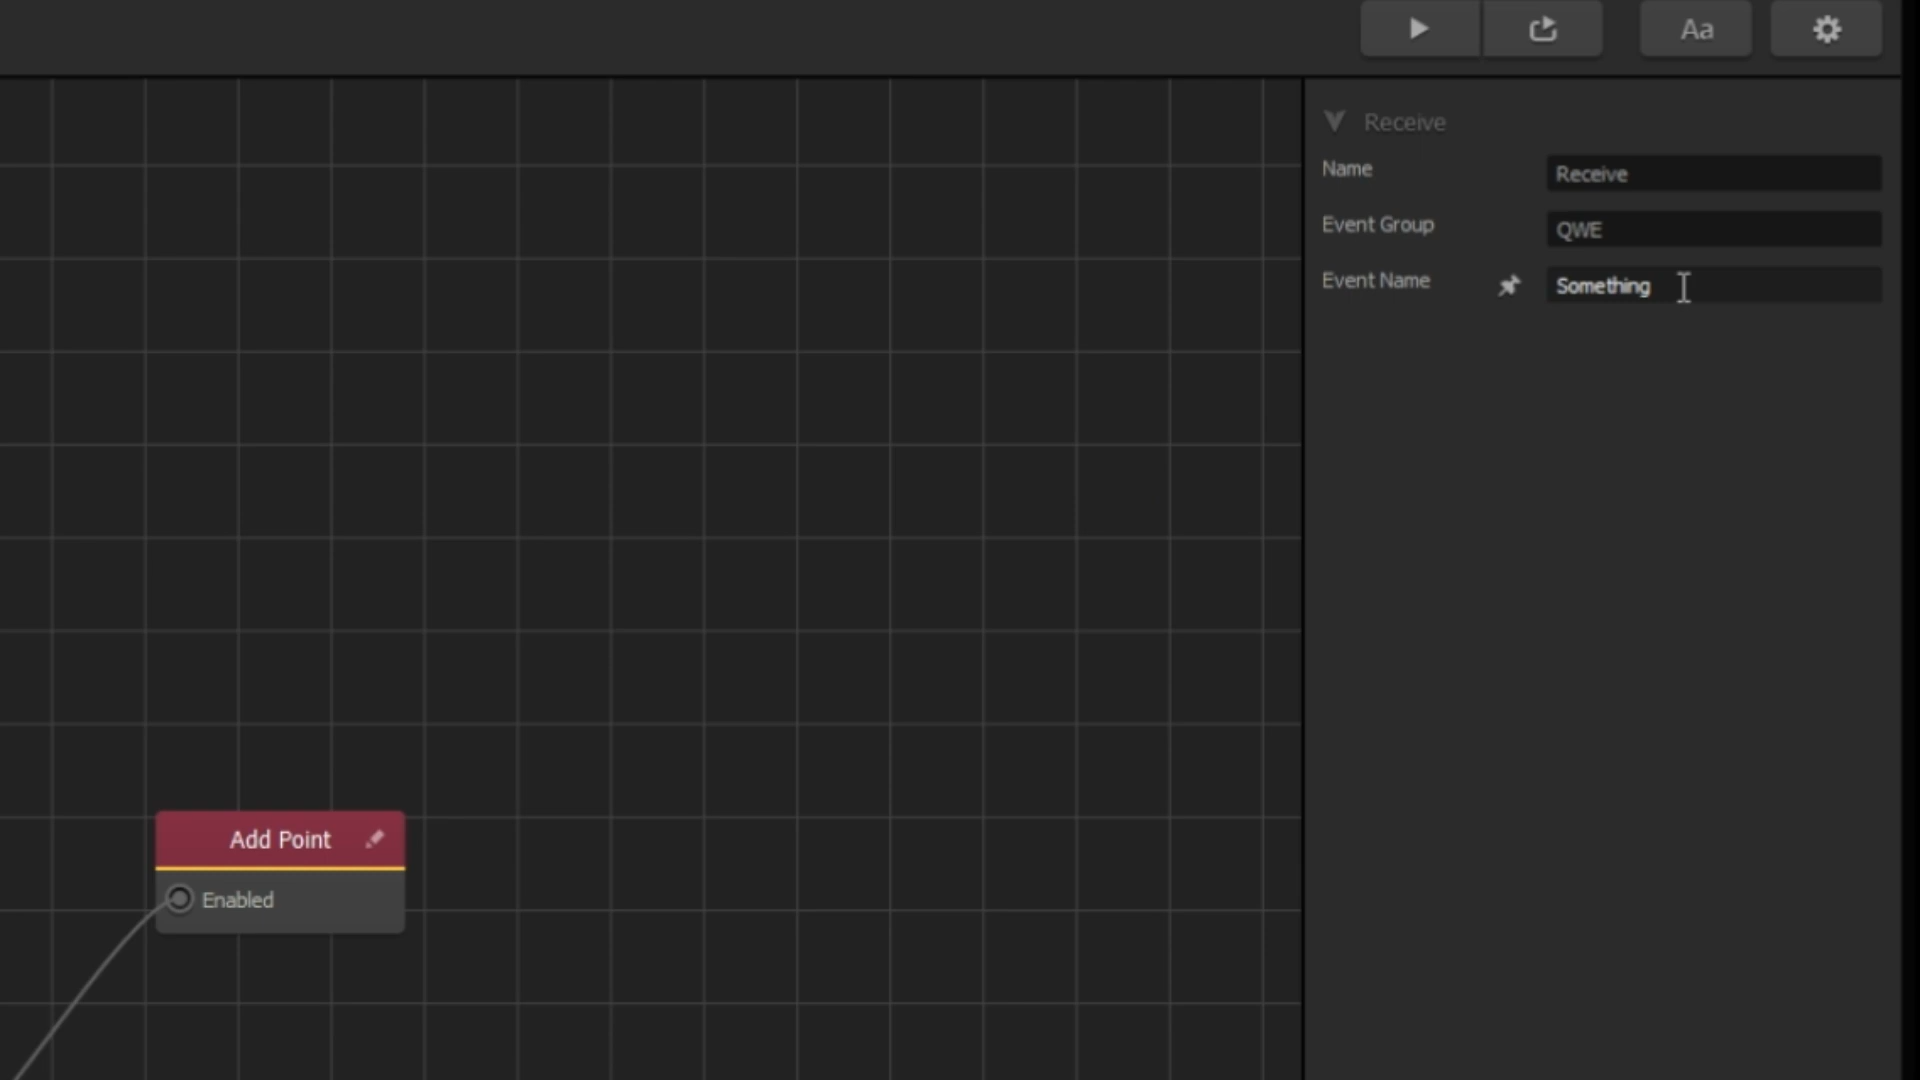 Aa
Receive
Name Receive
Event Group QWE
Event Name Something
Add Point
Enabled